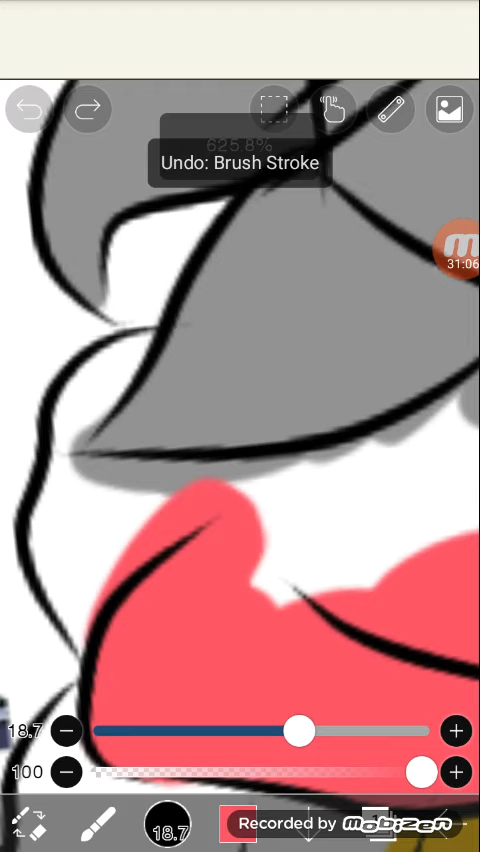 625.8%
Undo: Brush Stroke
31:06
18.7
100
18.7
Recorded by mobizen